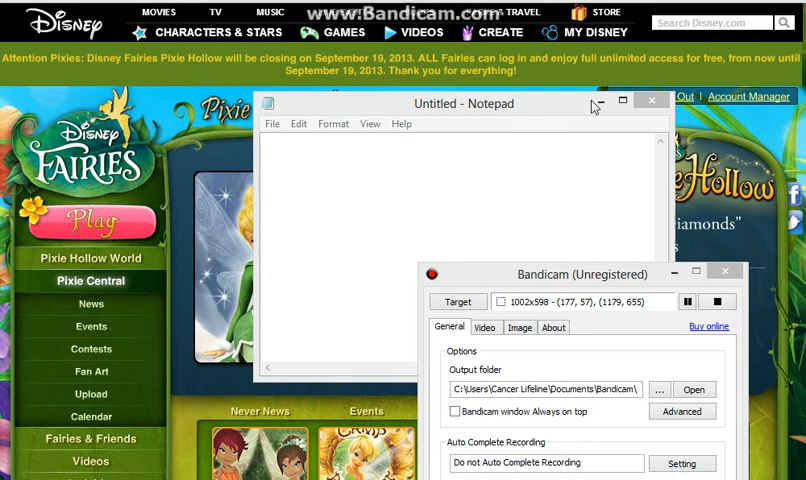 www.Bandicam.com
MOVIES TV MUSIC & TRAVEL STORE
Disney
CHARACTERS & STARS GAMES VIDEOS CREATE MY DISNEY
Search Disney.com
Attention Pixies: Disney Fairies Pixie Hollow will be closing on September 19, 2013. ALL Fairies can log in and enjoy full unlimited access for free, from now until
September 19, 2013. Thank you for everything!
Out | Account Manager
Disney
FAIRIES
Pixie
Hollow
Diamonds"
Play
Pixie Hollow World
Pixie Central
News
Events
Contests
Fan Art
Upload
Calendar
Fairies & Friends
Videos
Never News
Events
Untitled - Notepad
File Edit Format View Help
Bandicam (Unregistered)
Target
1002x598 - (177, 57), (1179, 655)
General Video Image About
Buy online
Options
Output folder
C:\Users\Cancer Lifeline\Documents\Bandicam\
... Open
Bandicam window Always on top
Advanced
Auto Complete Recording
Do not Auto Complete Recording
Setting